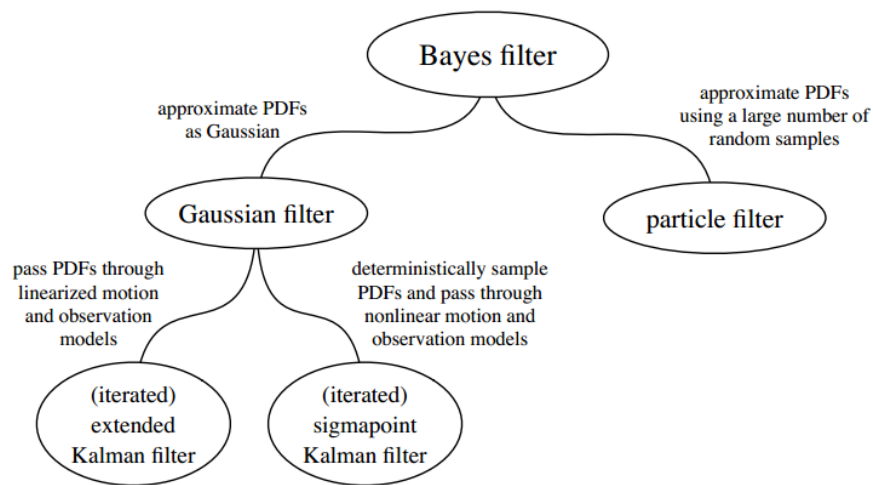 Bayes filter
approximate PDFs
as Gaussian
approximate PDFs
using a large number of
random samples
Gaussian filter
particle filter
pass PDFs through
linearized motion
and observation
models
deterministically sample
PDFs and pass through
nonlinear motion and
observation models
(iterated)
extended
Kalman filter
(iterated)
sigmapoint
Kalman filter